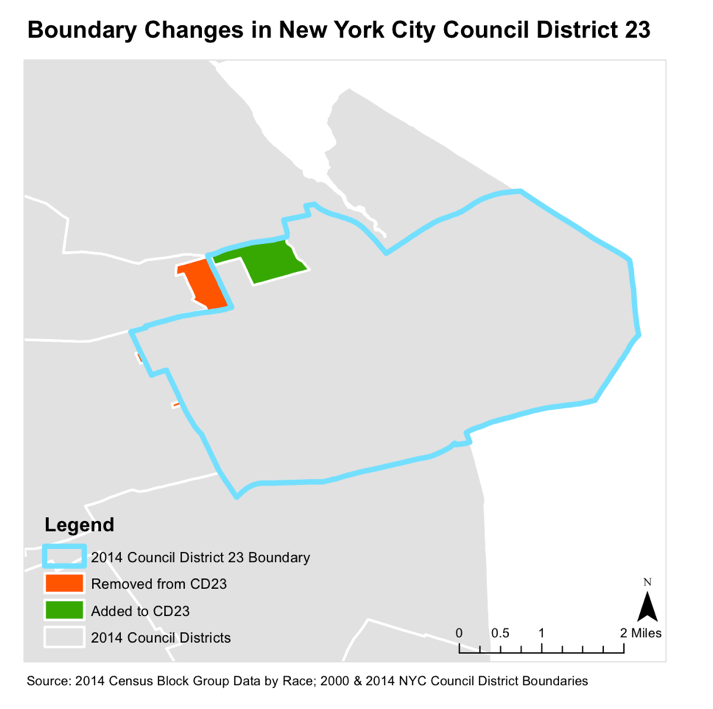 Boundary Changes in New York City Council District 23
Legend
2014 Council District 23 Boundary
Removed from CD23
Added to CD23
2014 Council Districts
N
0 0.5 1 2 Miles
Source: 2014 Census Block Group Data by Race; 2000 & 2014 NYC Council District Boundaries